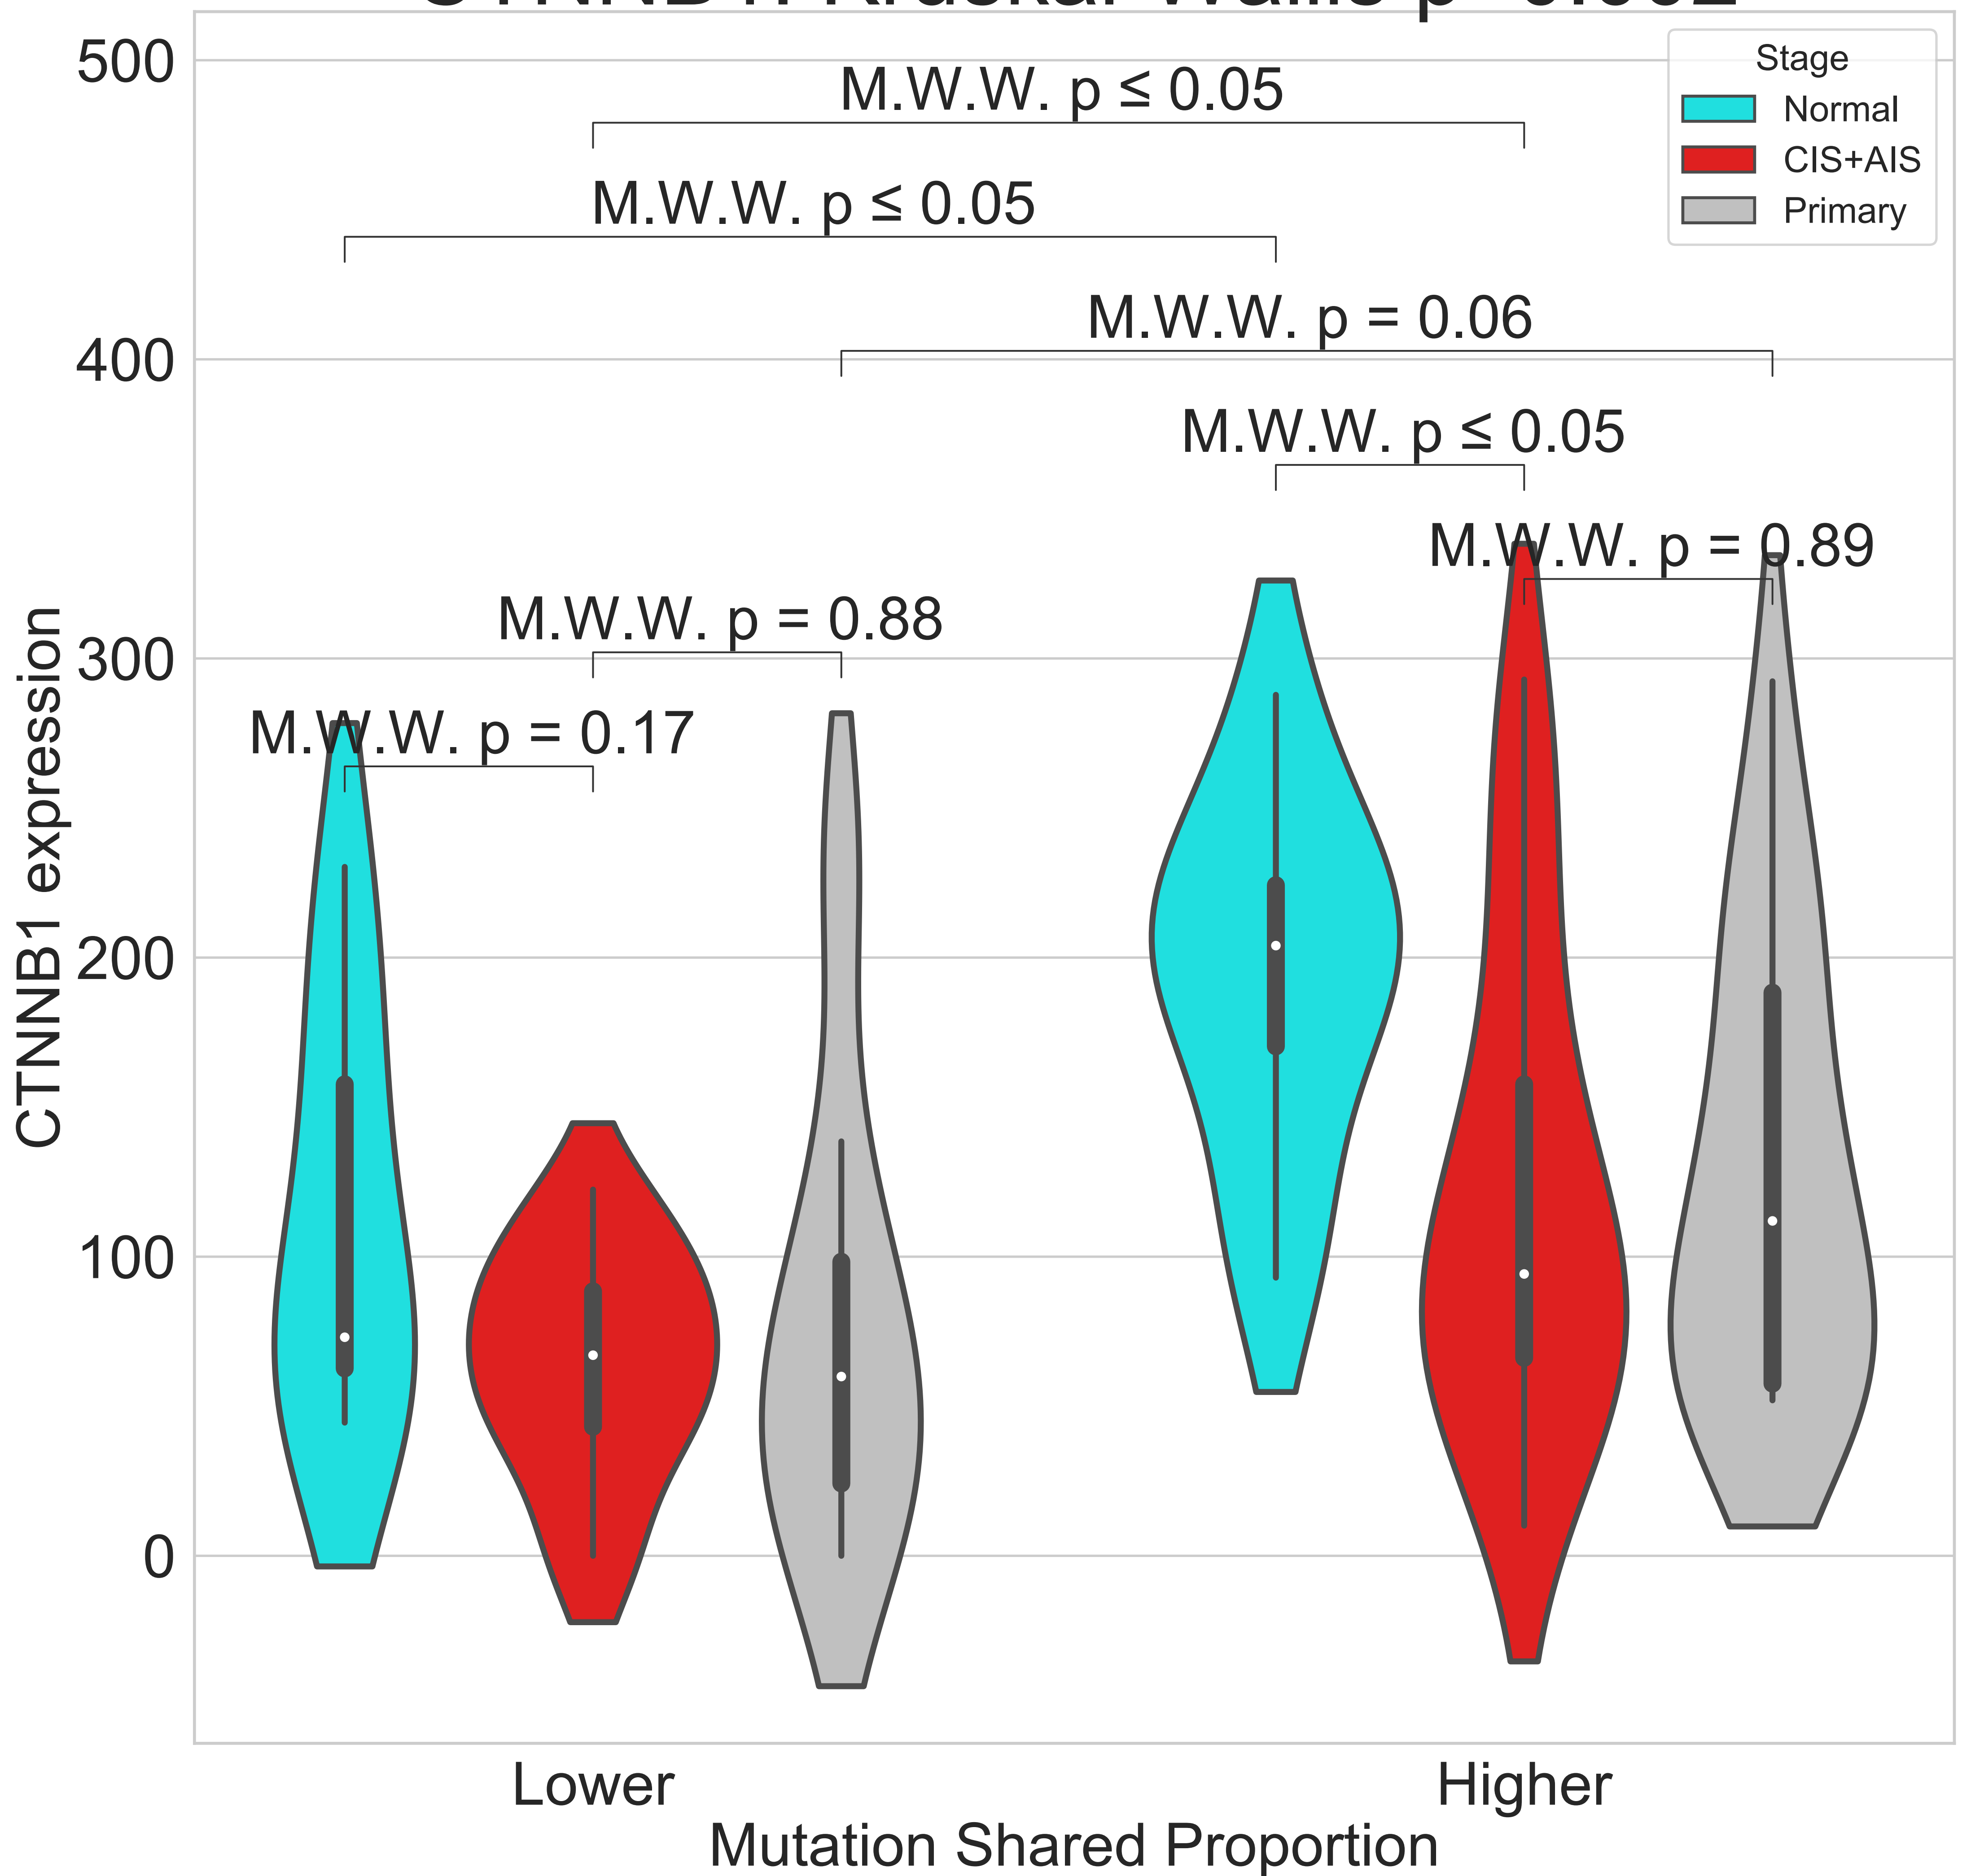 500
400
300
200
100
0
CTNNB1 expression
Stage
Normal
CIS+AIS
Primary
M.W.W. p ≤ 0.05
M.W.W. p ≤ 0.05
M.W.W. p = 0.06
M.W.W. p ≤ 0.05
M.W.W. p = 0.89
M.W.W. p = 0.88
M.W.W. p = 0.17
Lower
Higher
Mutation Shared Proportion